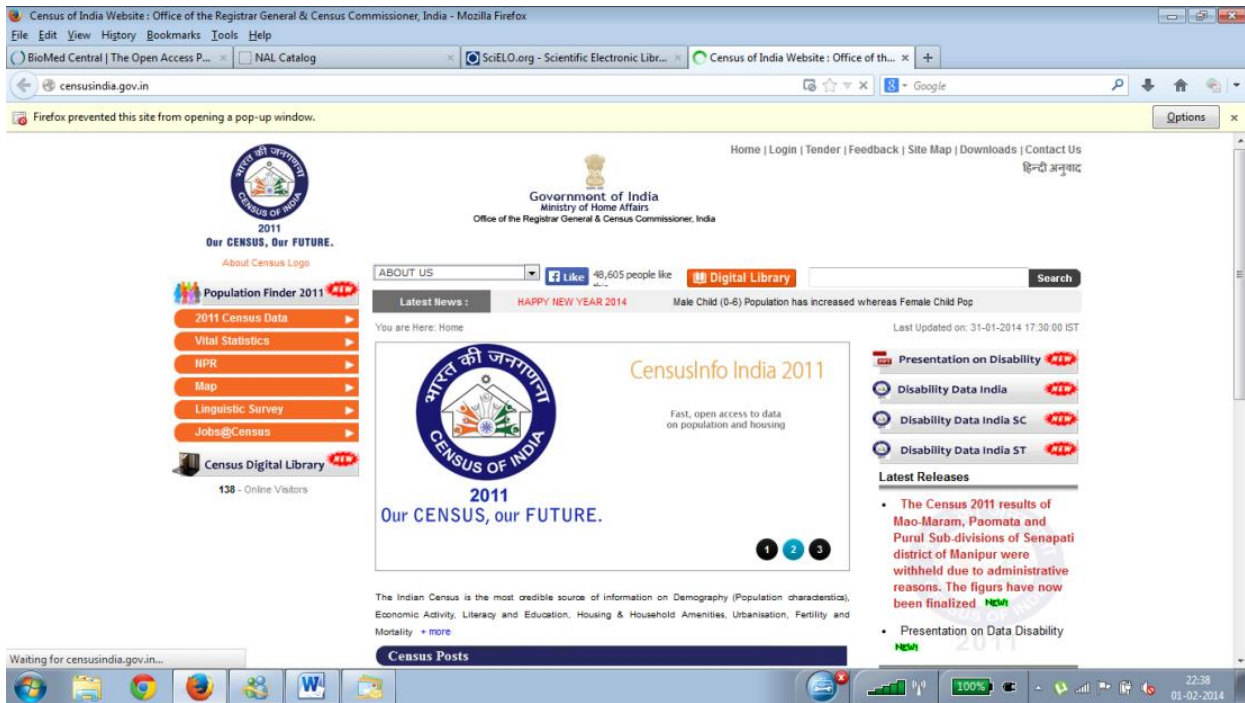 Census of India Website : Office of the Registrar General & Census Commissioner, India - Mozilla Firefox
File Edit View History Bookmarks Tools Help
BioMed Central | The Open Access P... NAL Catalog SciELO.org - Scientific Electronic Libr... Census of India Website : Office of th...
censusindia.gov.in Google
Firefox prevented this site from opening a pop-up window. Options
Home | Login | Tender | Feedback | Site Map | Downloads | Contact Us
हिन्दी अनुवाद
भारत की जनगणना
CENSUS OF INDIA
2011
Our CENSUS, Our FUTURE.
About Census Logo
Government of India
Ministry of Home Affairs
Office of the Registrar General & Census Commissioner, India
ABOUT US Like 48,605 people like Digital Library Search
Latest News : HAPPY NEW YEAR 2014 Male Child (0-6) Population has increased whereas Female Child Pop
You are Here: Home Last Updated on: 31-01-2014 17:30:00 IST
Population Finder 2011 NEW
2011 Census Data
Vital Statistics
NPR
Map
Linguistic Survey
Jobs@Census
Census Digital Library NEW
138 - Online Visitors
भारत की जनगणना
CENSUS OF INDIA
2011
Our CENSUS, our FUTURE.
CensusInfo India 2011
Fast, open access to data
on population and housing
1 2 3
The Indian Census is the most credible source of information on Demography (Population characterstics),
Economic Activity, Literacy and Education, Housing & Household Amenities, Urbanisation, Fertility and
Mortality + more
Census Posts
Presentation on Disability NEW
Disability Data India NEW
Disability Data India SC NEW
Disability Data India ST NEW
Latest Releases
The Census 2011 results of
Mao-Maram, Paomata and
Purul Sub-divisions of Senapati
district of Manipur were
withheld due to administrative
reasons. The figurs have now
been finalized NEW!
Presentation on Data Disability
NEW!
2011
Waiting for censusindia.gov.in...
100%
22:38
01-02-2014